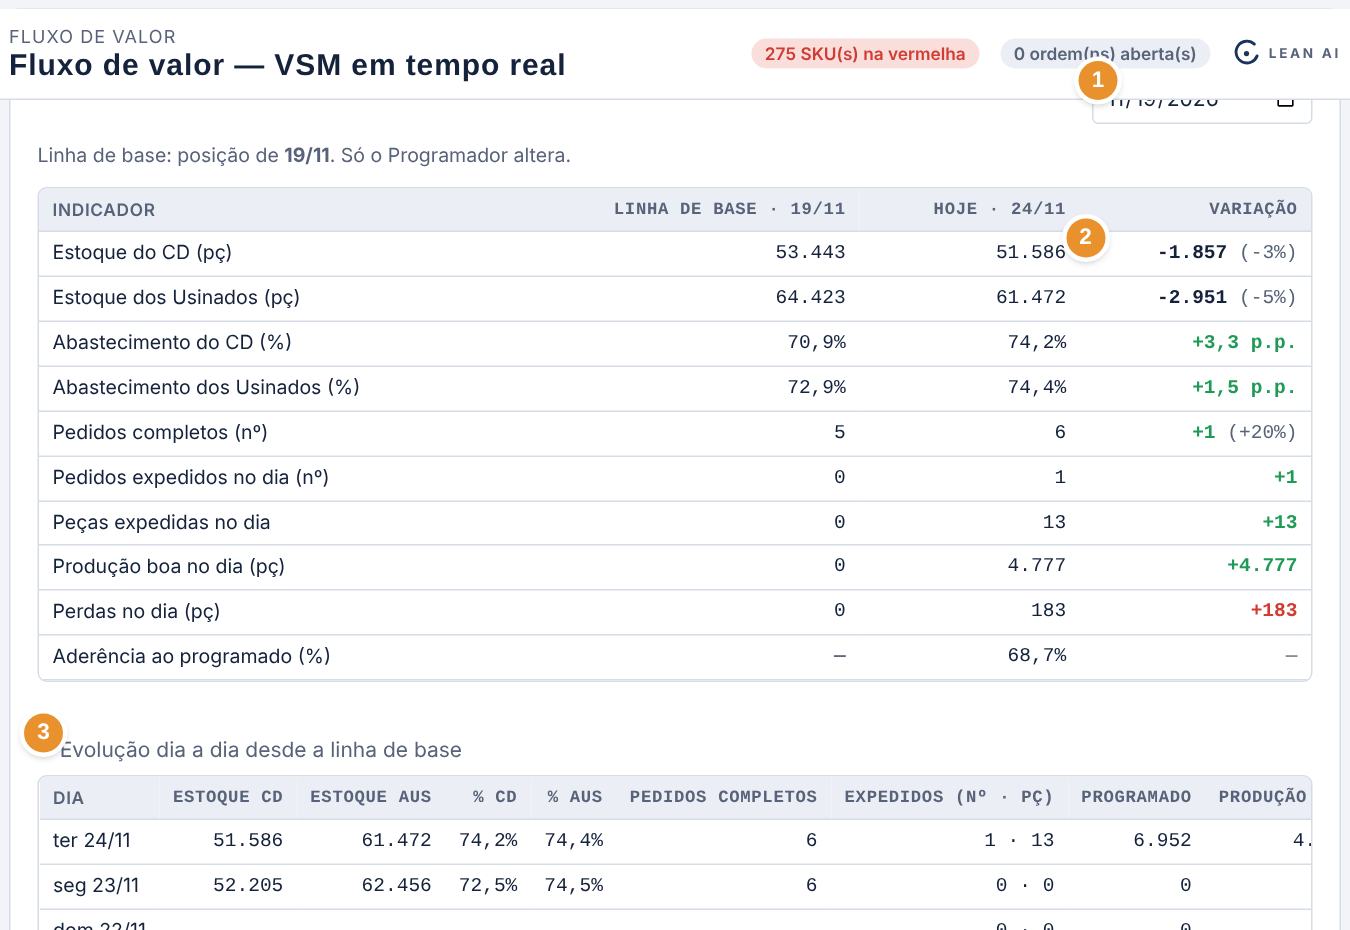 FLUXO DE VALOR
Fluxo de valor — VSM em tempo real
275 SKU(s) na vermelha
0 ordem(ns) aberta(s)
LEAN AI
1
Linha de base: posição de 19/11. Só o Programador altera.
INDICADOR LINHA DE BASE · 19/11 HOJE · 24/11 VARIAÇÃO
2
Estoque do CD (pç) 53.443 51.586 -1.857 (-3%)
Estoque dos Usinados (pç) 64.423 61.472 -2.951 (-5%)
Abastecimento do CD (%) 70,9% 74,2% +3,3 p.p.
Abastecimento dos Usinados (%) 72,9% 74,4% +1,5 p.p.
Pedidos completos (nº) 5 6 +1 (+20%)
Pedidos expedidos no dia (nº) 0 1 +1
Peças expedidas no dia 0 13 +13
Produção boa no dia (pç) 0 4.777 +4.777
Perdas no dia (pç) 0 183 +183
Aderência ao programado (%) — 68,7% —
3
Evolução dia a dia desde a linha de base
DIA ESTOQUE CD ESTOQUE AUS % CD % AUS PEDIDOS COMPLETOS EXPEDIDOS (Nº · PÇ) PROGRAMADO PRODUÇÃO
ter 24/11 51.586 61.472 74,2% 74,4% 6 1 · 13 6.952 4.
seg 23/11 52.205 62.456 72,5% 74,5% 6 0 · 0 0
dom 22/11 0 · 0 0